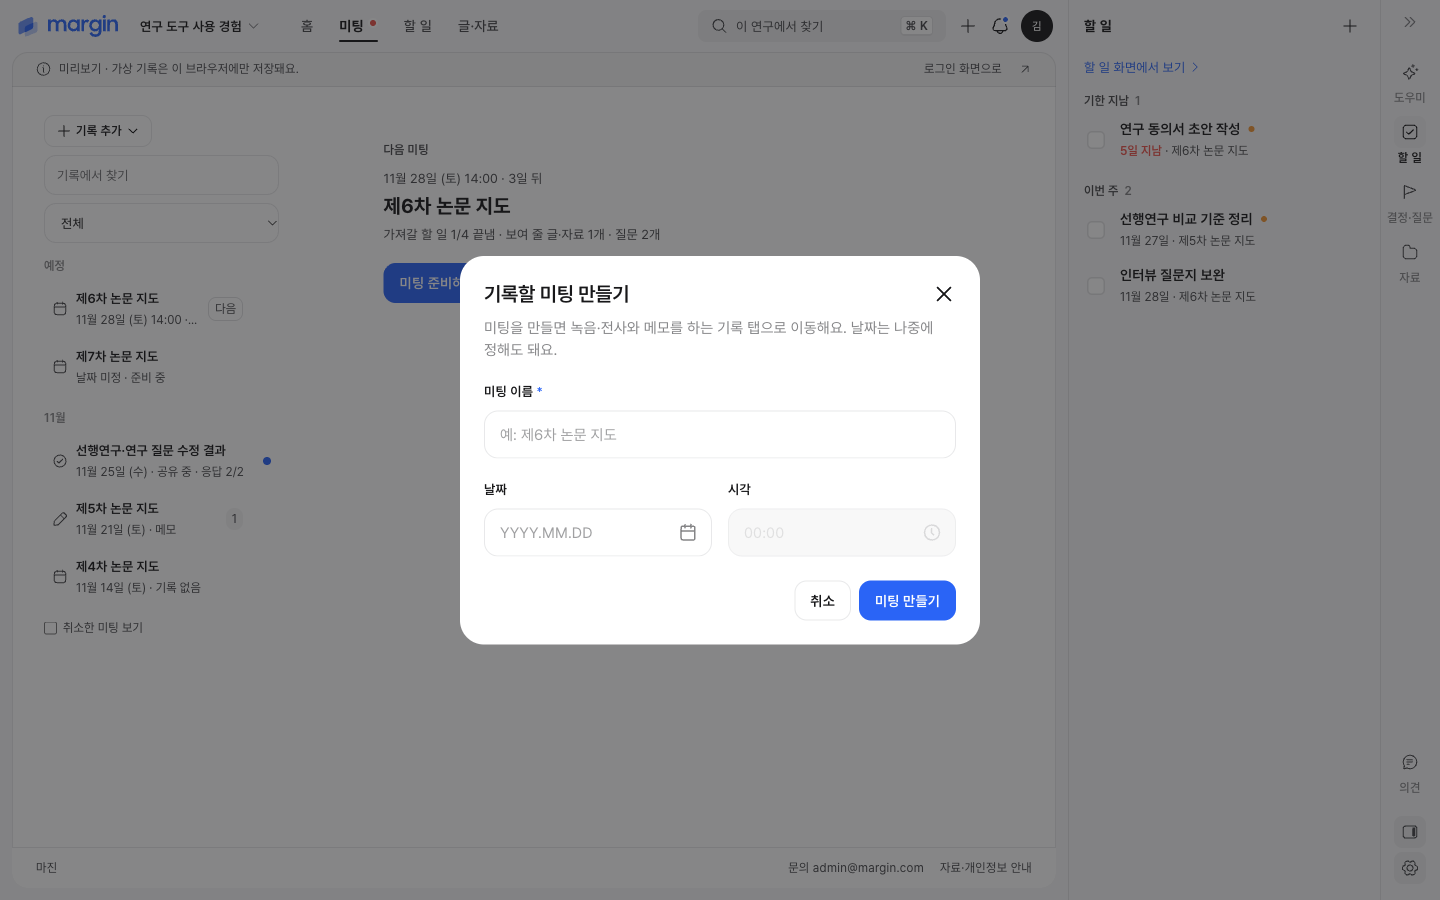 margin
연구 도구 사용 경험
홈
미팅
할 일
글·자료
이 연구에서 찾기
⌘ K
김
미리보기 · 가상 기록은 이 브라우저에만 저장돼요.
로그인 화면으로
기록 추가
기록에서 찾기
전체
예정
제6차 논문 지도
11월 28일 (토) 14:00 ·...
다음
제7차 논문 지도
날짜 미정 · 준비 중
11월
선행연구·연구 질문 수정 결과
11월 25일 (수) · 공유 중 · 응답 2/2
제5차 논문 지도
11월 21일 (토) · 메모
1
제4차 논문 지도
11월 14일 (토) · 기록 없음
취소한 미팅 보기
다음 미팅
11월 28일 (토) 14:00 · 3일 뒤
제6차 논문 지도
가져갈 할 일 1/4 끝냄 · 보여 줄 글·자료 1개 · 질문 2개
미팅 준비
기록할 미팅 만들기
미팅을 만들면 녹음·전사와 메모를 하는 기록 탭으로 이동해요. 날짜는 나중에
정해도 돼요.
미팅 이름 *
예: 제6차 논문 지도
날짜
시각
YYYY.MM.DD
00:00
취소
미팅 만들기
마진
문의 admin@margin.com
자료·개인정보 안내
할 일
할 일 화면에서 보기
기한 지남 1
연구 동의서 초안 작성
5일 지남 · 제6차 논문 지도
이번 주 2
선행연구 비교 기준 정리
11월 27일 · 제5차 논문 지도
인터뷰 질문지 보완
11월 28일 · 제6차 논문 지도
도우미
할 일
결정·질문
자료
의견